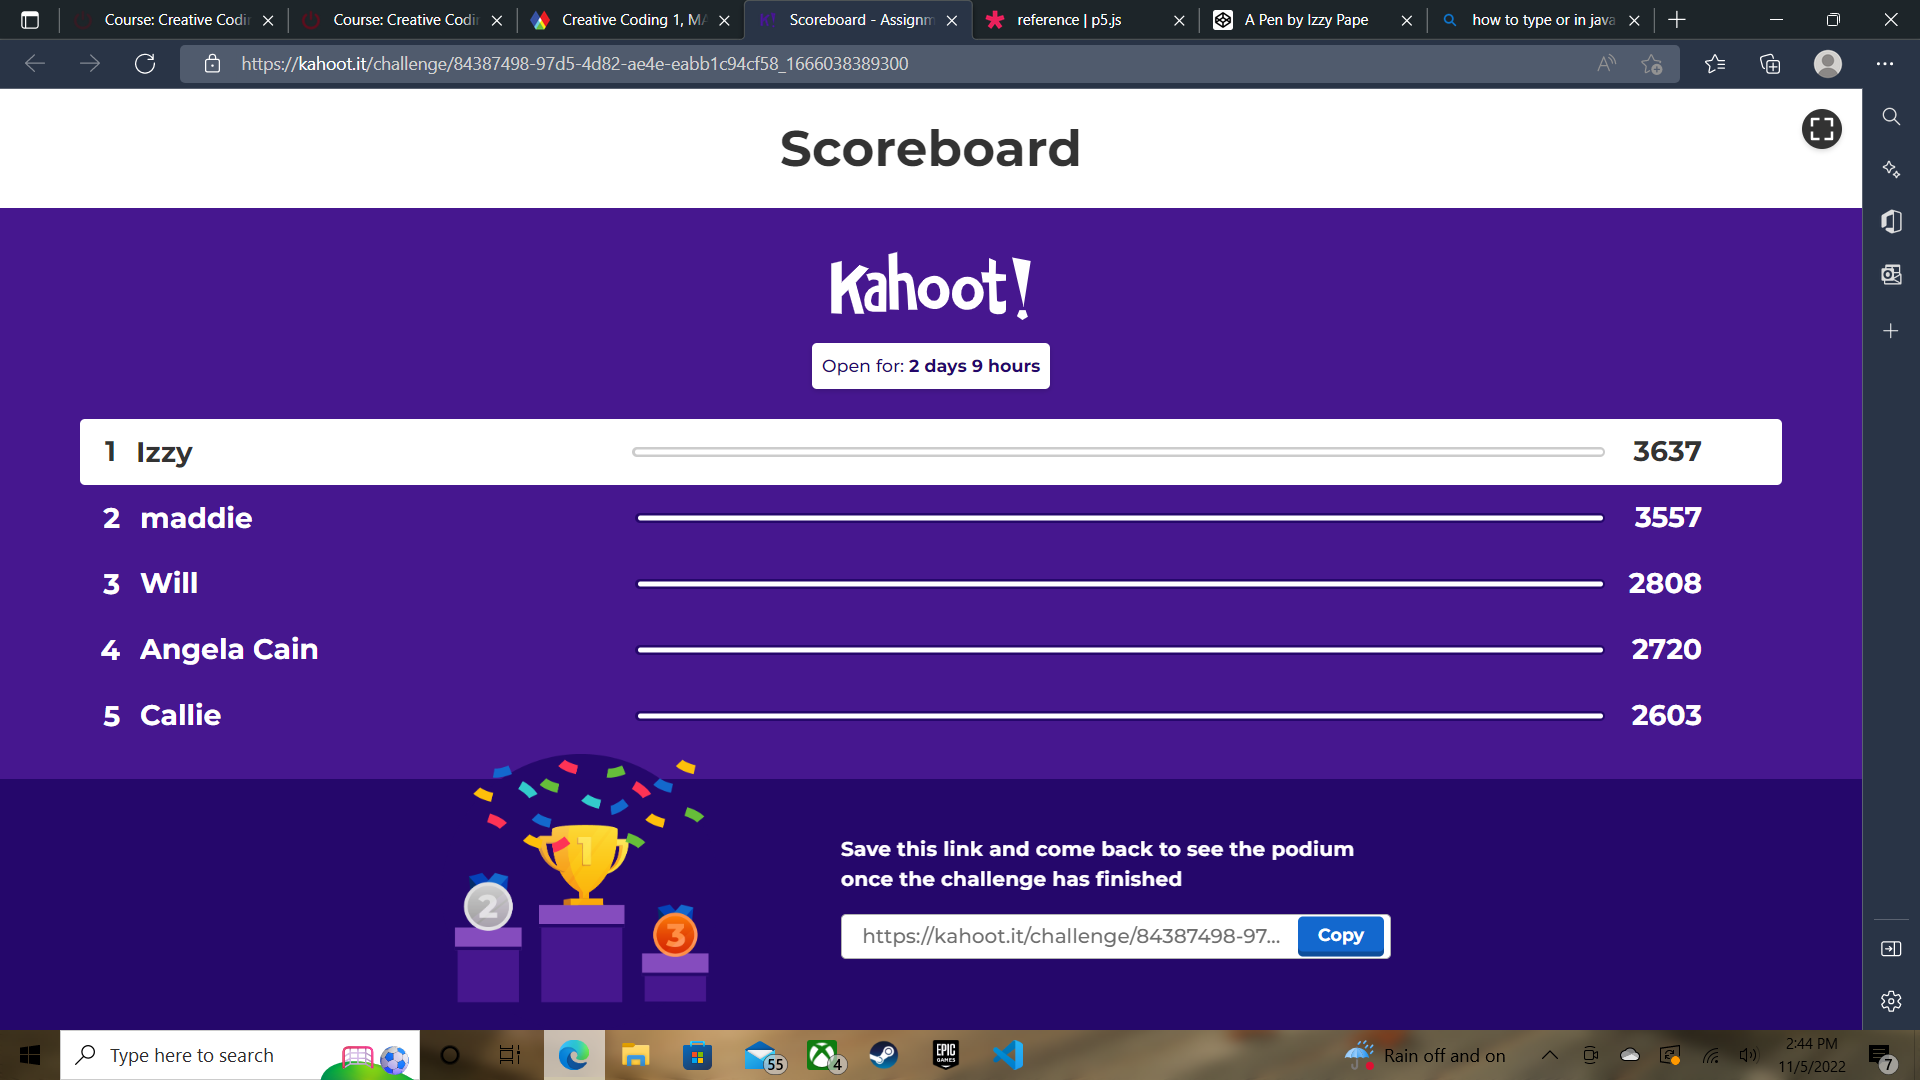 Course: Creative Codin
Course: Creative Codin
Creative Coding 1, MA
Scoreboard - Assignm
reference | p5.js
A Pen by Izzy Pape
how to type or in java
https://kahoot.it/challenge/84387498-97d5-4d82-ae4e-eabb1c94cf58_1666038389300
Scoreboard
Kahoot!
Open for: 2 days 9 hours
1 Izzy 3637
2 maddie 3557
3 Will 2808
4 Angela Cain 2720
5 Callie 2603
1
2
3
Save this link and come back to see the podium
once the challenge has finished
https://kahoot.it/challenge/84387498-97... Copy
Type here to search
55
4
EPIC
GAMES
Rain off and on
2:44 PM
11/5/2022
7